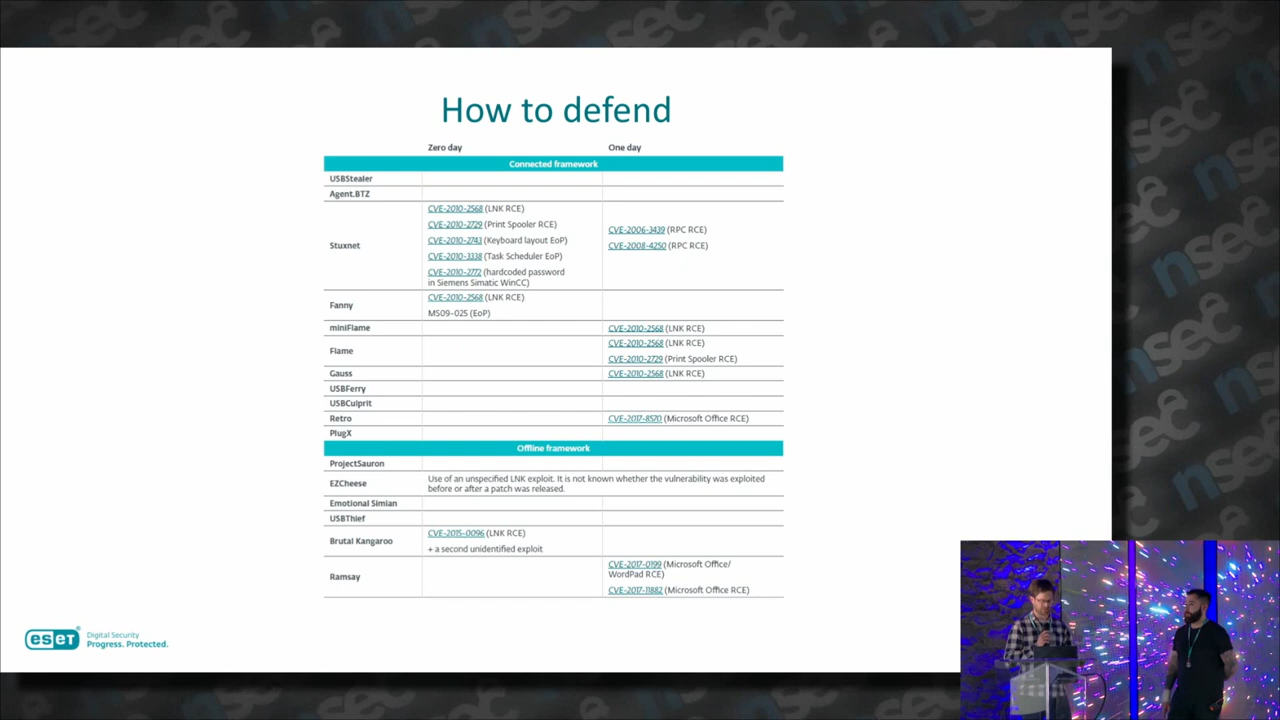 How to defend
Zero day One day
Connected framework
USBStealer
Agent.BTZ
Stuxnet
CVE-2010-2568 (LNK RCE)
CVE-2010-2729 (Print Spooler RCE)
CVE-2010-2743 (Keyboard layout EoP)
CVE-2010-3338 (Task Scheduler EoP)
CVE-2010-2772 (hardcoded password
in Siemens Simatic WinCC)
CVE-2006-3439 (RPC RCE)
CVE-2008-4250 (RPC RCE)
Fanny
CVE-2010-2568 (LNK RCE)
MS09-025 (EoP)
miniFlame CVE-2010-2568 (LNK RCE)
Flame
CVE-2010-2568 (LNK RCE)
CVE-2010-2729 (Print Spooler RCE)
Gauss CVE-2010-2568 (LNK RCE)
USBFerry
USBCulprit
Retro CVE-2017-8570 (Microsoft Office RCE)
PlugX
Offline framework
ProjectSauron
EZCheese
Use of an unspecified LNK exploit. It is not known whether the vulnerability was exploited
before or after a patch was released.
Emotional Simian
USBThief
Brutal Kangaroo
CVE-2015-0096 (LNK RCE)
+ a second unidentified exploit
Ramsay
CVE-2017-0199 (Microsoft Office/
WordPad RCE)
CVE-2017-11882 (Microsoft Office RCE)
eset® Digital Security
Progress. Protected.
nsec